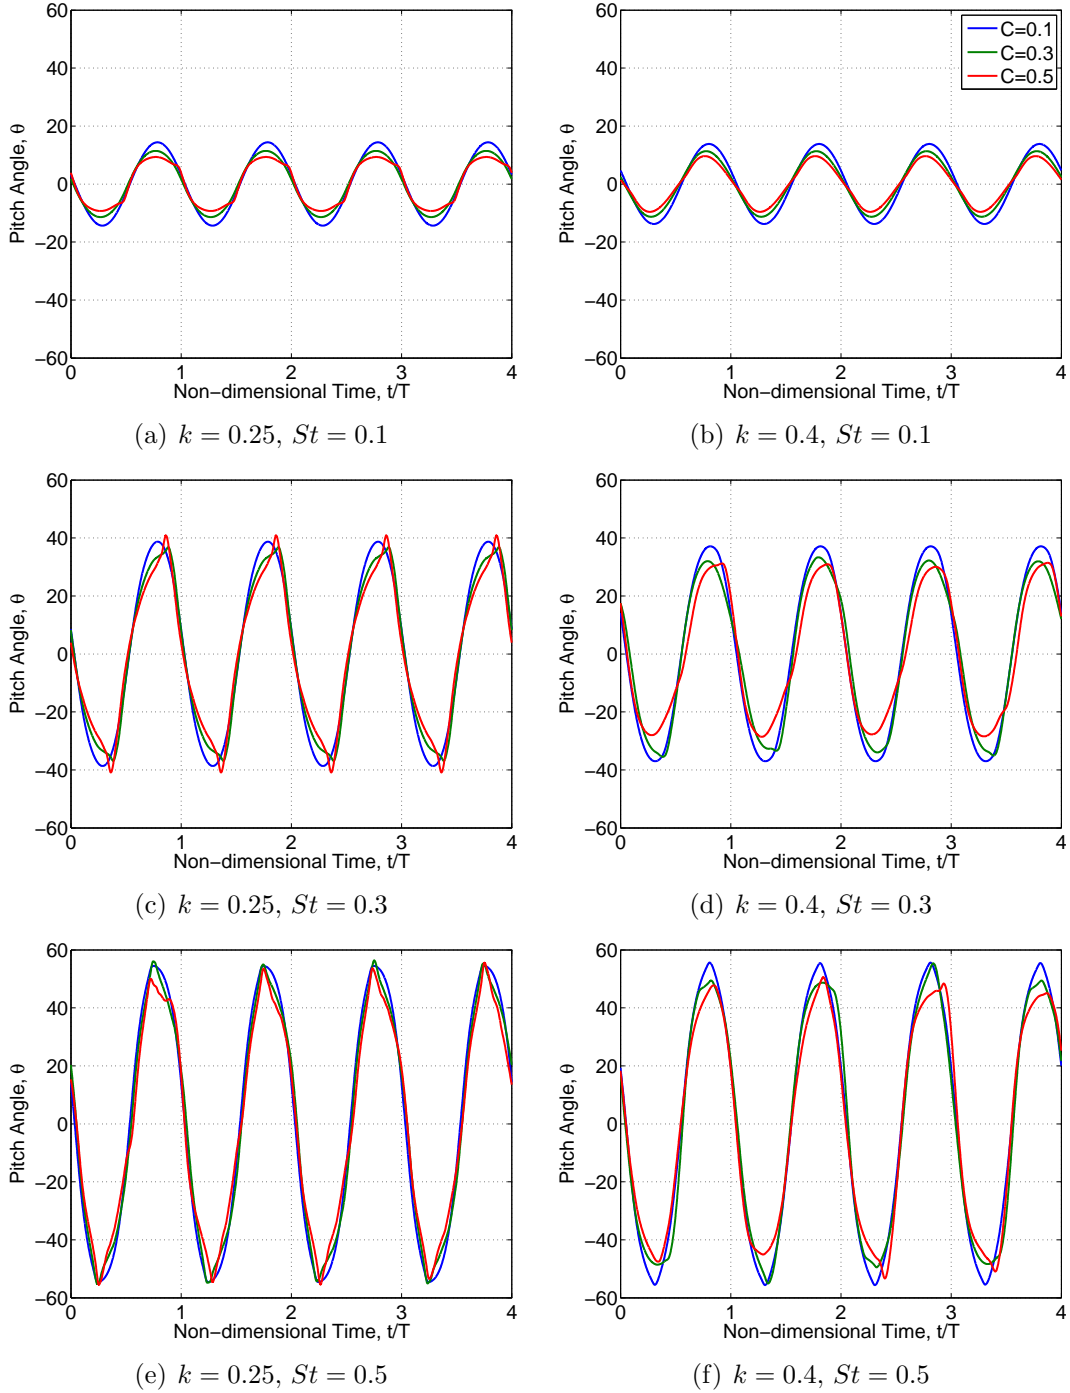 60
40
20
0
−20
−40
−60
Pitch Angle, θ
0 1 2 3 4
Non−dimensional Time, t/T
(a) k = 0.25, St = 0.1
60
40
20
0
−20
−40
−60
Pitch Angle, θ
C=0.1
C=0.3
C=0.5
0 1 2 3 4
Non−dimensional Time, t/T
(b) k = 0.4, St = 0.1
60
40
20
0
−20
−40
−60
Pitch Angle, θ
0 1 2 3 4
Non−dimensional Time, t/T
(c) k = 0.25, St = 0.3
60
40
20
0
−20
−40
−60
Pitch Angle, θ
0 1 2 3 4
Non−dimensional Time, t/T
(d) k = 0.4, St = 0.3
60
40
20
0
−20
−40
−60
Pitch Angle, θ
0 1 2 3 4
Non−dimensional Time, t/T
(e) k = 0.25, St = 0.5
60
40
20
0
−20
−40
−60
Pitch Angle, θ
0 1 2 3 4
Non−dimensional Time, t/T
(f) k = 0.4, St = 0.5